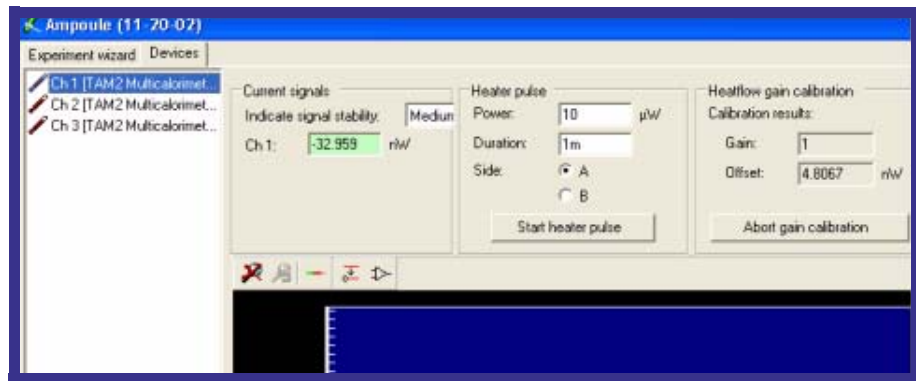 Ampoule (11-20-02)
Experiment wizard Devices
Ch 1 [TAM2 Multicalorimet...
Ch 2 [TAM2 Multicalorimet...
Ch 3 [TAM2 Multicalorimet...
Current signals
Indicate signal stability: Mediun
Ch 1: -32.959 nW
Heater pulse
Power: 10 µW
Duration: 1m
Side: A
B
Start heater pulse
Heatflow gain calibration
Calibration results:
Gain: 1
Offset: 4.8067 nW
Abort gain calibration